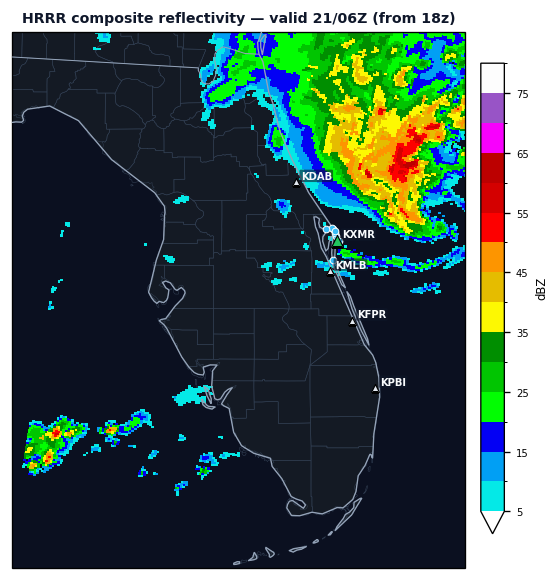 HRRR composite reflectivity — valid 21/06Z (from 18z)
KDAB
KXMR
KMLB
KFPR
KPBI
75
65
55
45
35
25
15
5
dBZ